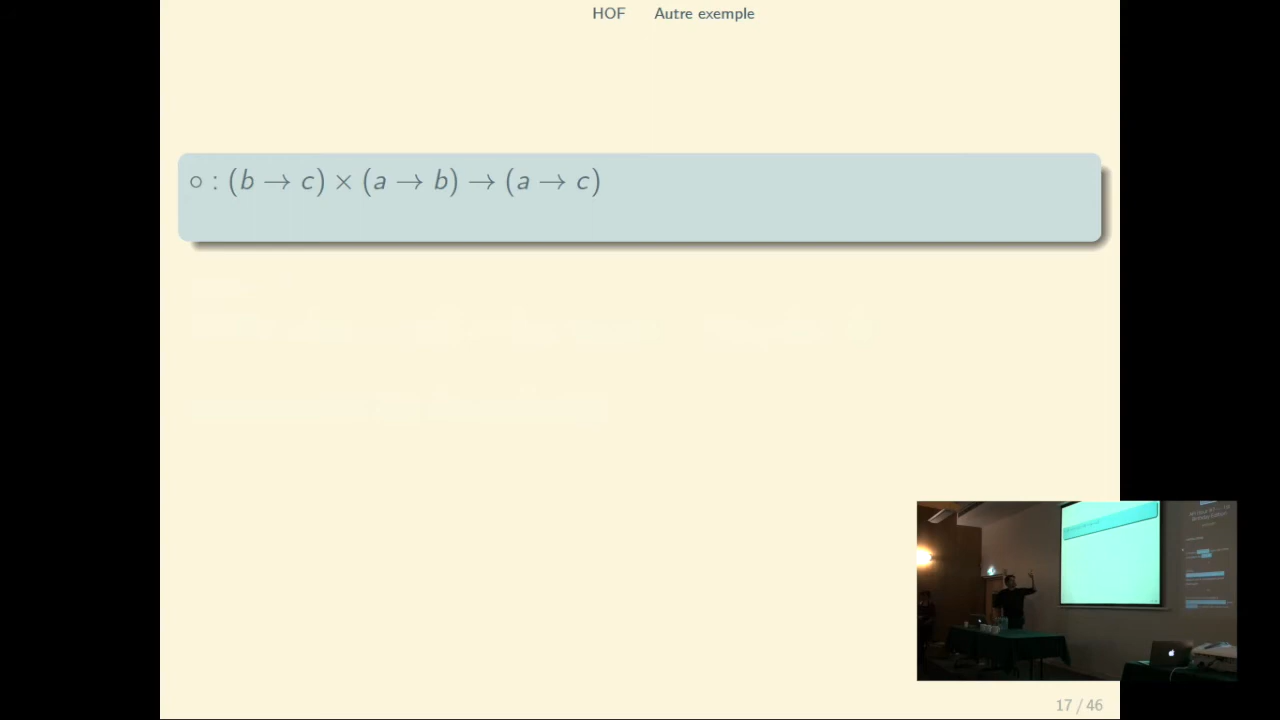 HOF Autre exemple
∘ : (b → c) × (a → b) → (a → c)
17 / 46